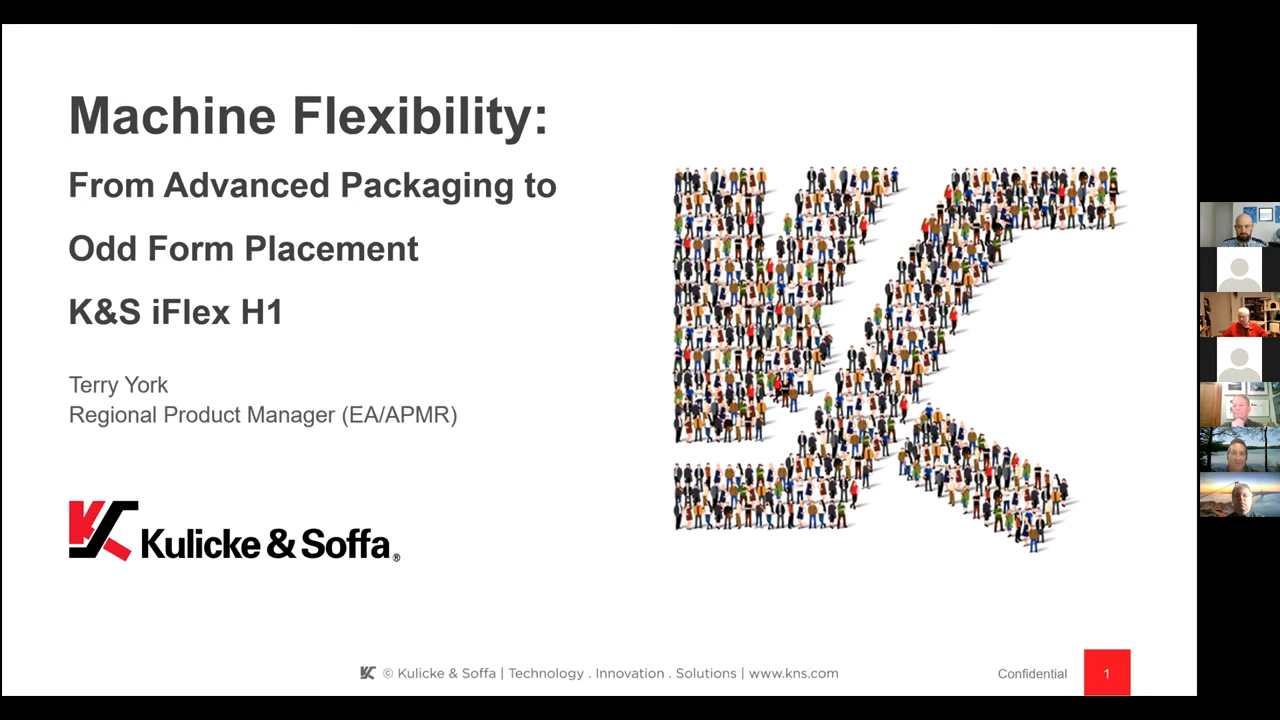 Machine Flexibility:
From Advanced Packaging to
Odd Form Placement
K&S iFlex H1
Terry York
Regional Product Manager (EA/APMR)
Kulicke & Soffa®
© Kulicke & Soffa | Technology . Innovation . Solutions | www.kns.com
Confidential
1